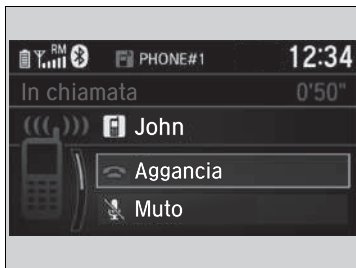 RM PHONE#1 12:34
In chiamata 0'50"
John
Aggancia
Muto